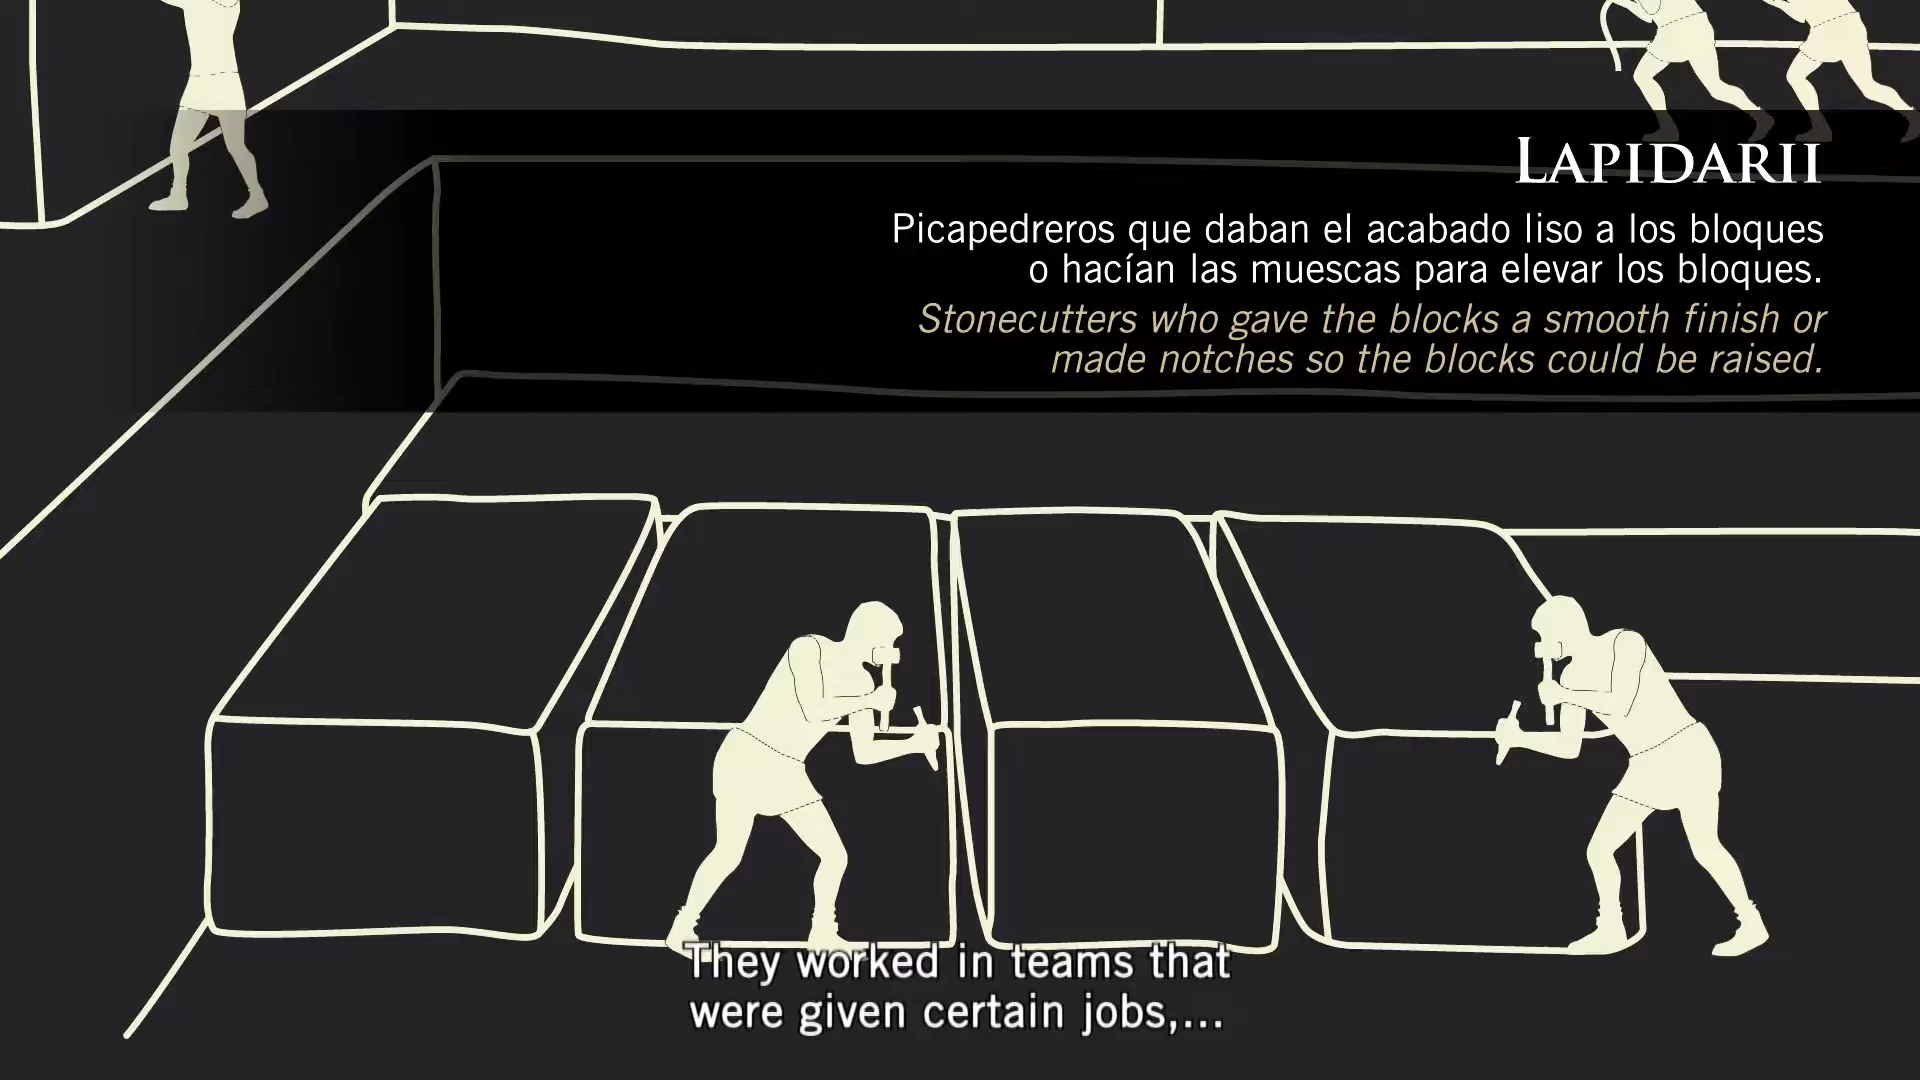 LAPIDARII
Picapedreros que daban el acabado liso a los bloques
o hacían las muescas para elevar los bloques.
Stonecutters who gave the blocks a smooth finish or
made notches so the blocks could be raised.
They worked in teams that
were given certain jobs,...